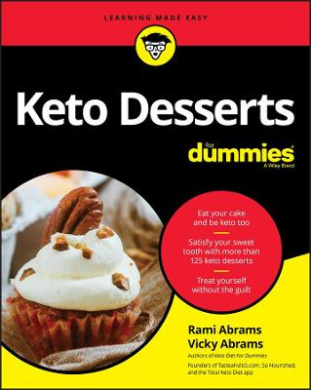 LEARNING MADE EASY
Keto Desserts
for
dummies®
A Wiley Brand
Eat your cake
and be keto too
Satisfy your sweet
tooth with more than
125 keto desserts
Treat yourself
without the guilt
Rami Abrams
Vicky Abrams
Authors of Keto Diet For Dummies
Founders of Tasteaholics.com, So Nourished,
and the Total Keto Diet app